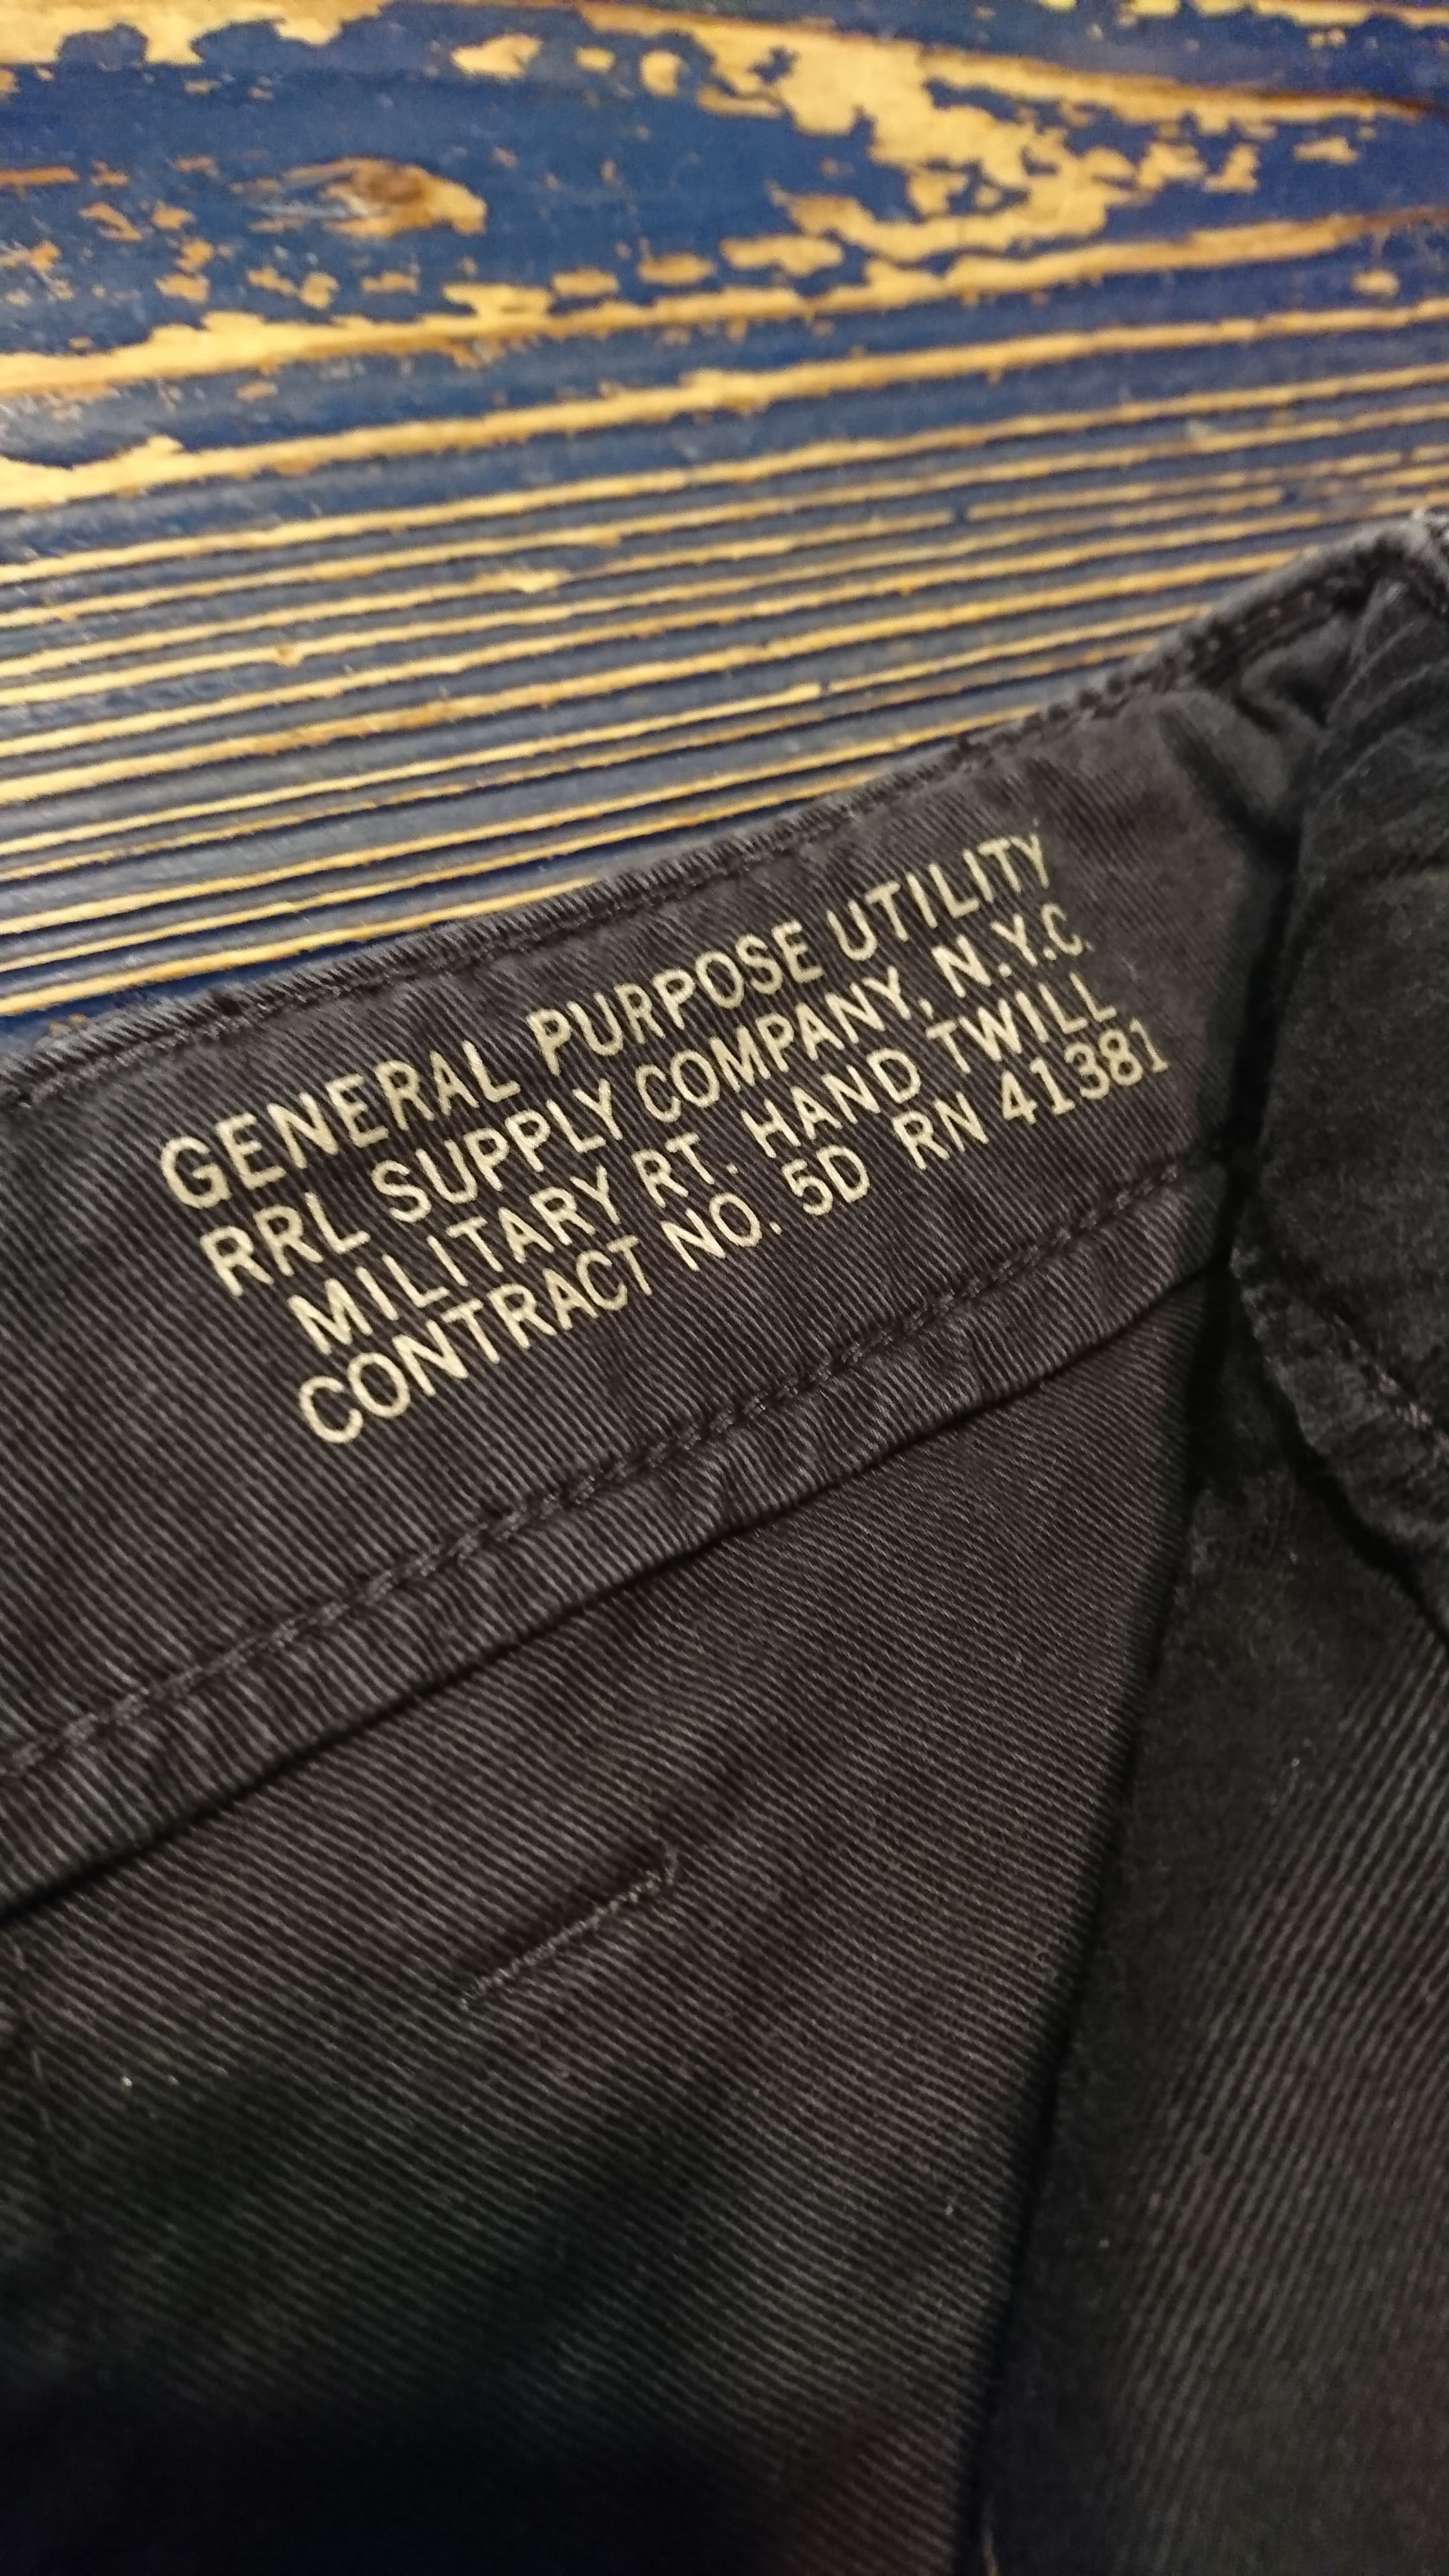 GENERAL PURPOSE UTILITY
RRL SUPPLY COMPANY, N.Y.C.
MILITARY RT. HAND TWILL
CONTRACT NO. 5D RN 41381